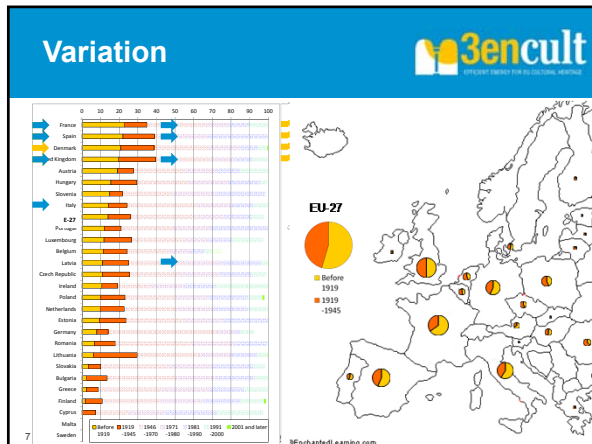 Variation
3encult
EFFICIENT ENERGY FOR EU CULTURAL HERITAGE
0 10 20 30 40 50 60 70 80 90 100
France
Spain
Denmark
d Kingdom
Austria
Hungary
Slovenia
Italy
E-27
Portugal
Luxembourg
Belgium
Latvia
Czech Republic
Ireland
Poland
Netherlands
Estonia
Germany
Romania
Lithuania
Slovakia
Bulgaria
Greece
Finland
Cyprus
Malta
Sweden
Before 1919 1919 1946 1971 1981 1991 2001 and later
-1945 -1970 -1980 -1990 -2000
EU-27
Before
1919
1919
-1945
7
3EnchantedLearning.com